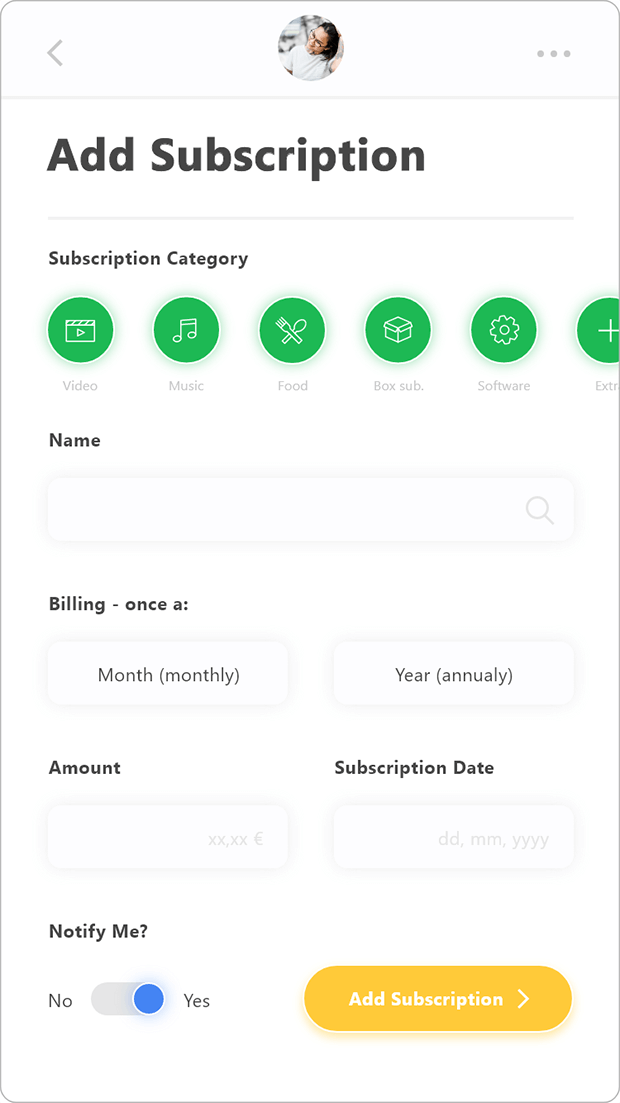 Add Subscription
Subscription Category
Video Music Food Box sub. Software Extr
Name
Billing - once a:
Month (monthly) Year (annualy)
Amount Subscription Date
xx,xx € dd, mm, yyyy
Notify Me?
No Yes Add Subscription